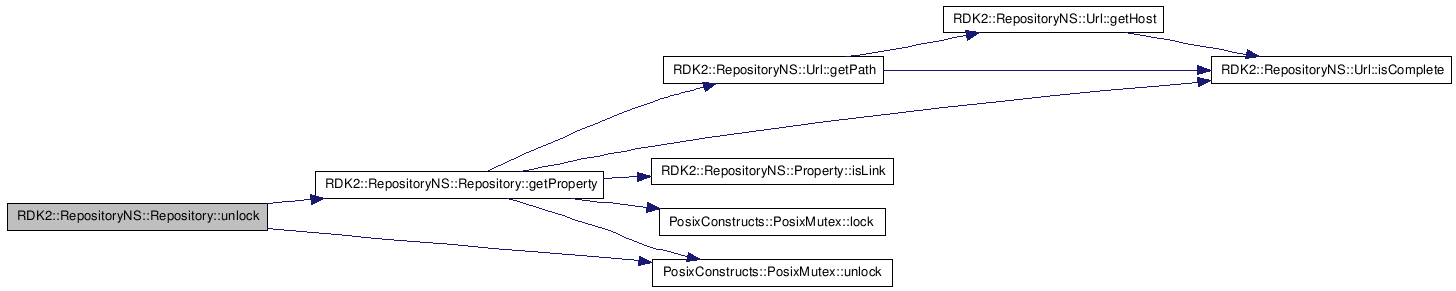 RDK2::RepositoryNS::Url::getHost
RDK2::RepositoryNS::Url::getPath
RDK2::RepositoryNS::Url::isComplete
RDK2::RepositoryNS::Property::isLink
RDK2::RepositoryNS::Repository::getProperty
RDK2::RepositoryNS::Repository::unlock
PosixConstructs::PosixMutex::lock
PosixConstructs::PosixMutex::unlock